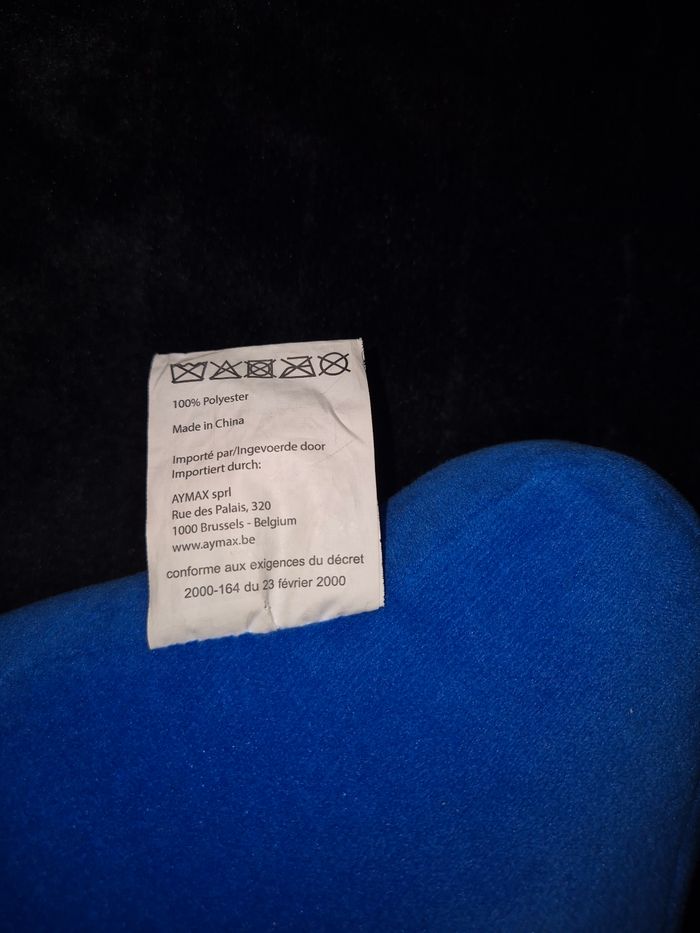 100% Polyester
Made in China
Importé par/Ingevoerde door
Importiert durch:
AYMAX sprl
Rue des Palais, 320
1000 Brussels - Belgium
www.aymax.be
conforme aux exigences du décret
2000-164 du 23 février 2000